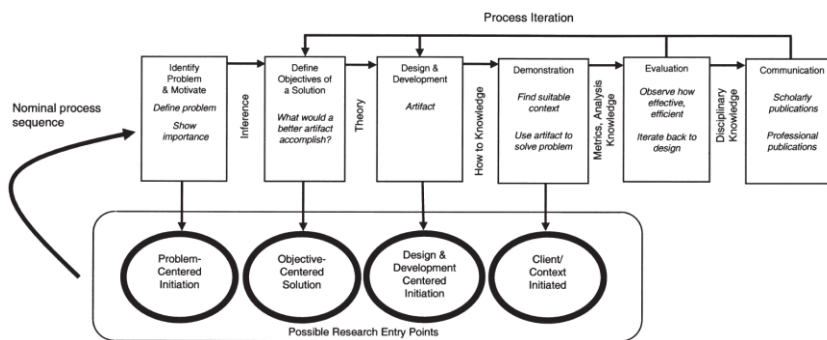 Process Iteration
Nominal process
sequence
Identify
Problem
& Motivate
Define problem
Show
importance
Inference
Define
Objectives of
a Solution
What would a
better artifact
accomplish?
Theory
Design &
Development
Artifact
How to Knowledge
Demonstration
Find suitable
context
Use artifact to
solve problem
Metrics, Analysis
Knowledge
Evaluation
Observe how
effective,
efficient
Iterate back to
design
Disciplinary
Knowledge
Communication
Scholarly
publications
Professional
publications
Problem-
Centered
Initiation
Objective-
Centered
Solution
Design &
Development
Centered
Initiation
Client/
Context
Initiated
Possible Research Entry Points